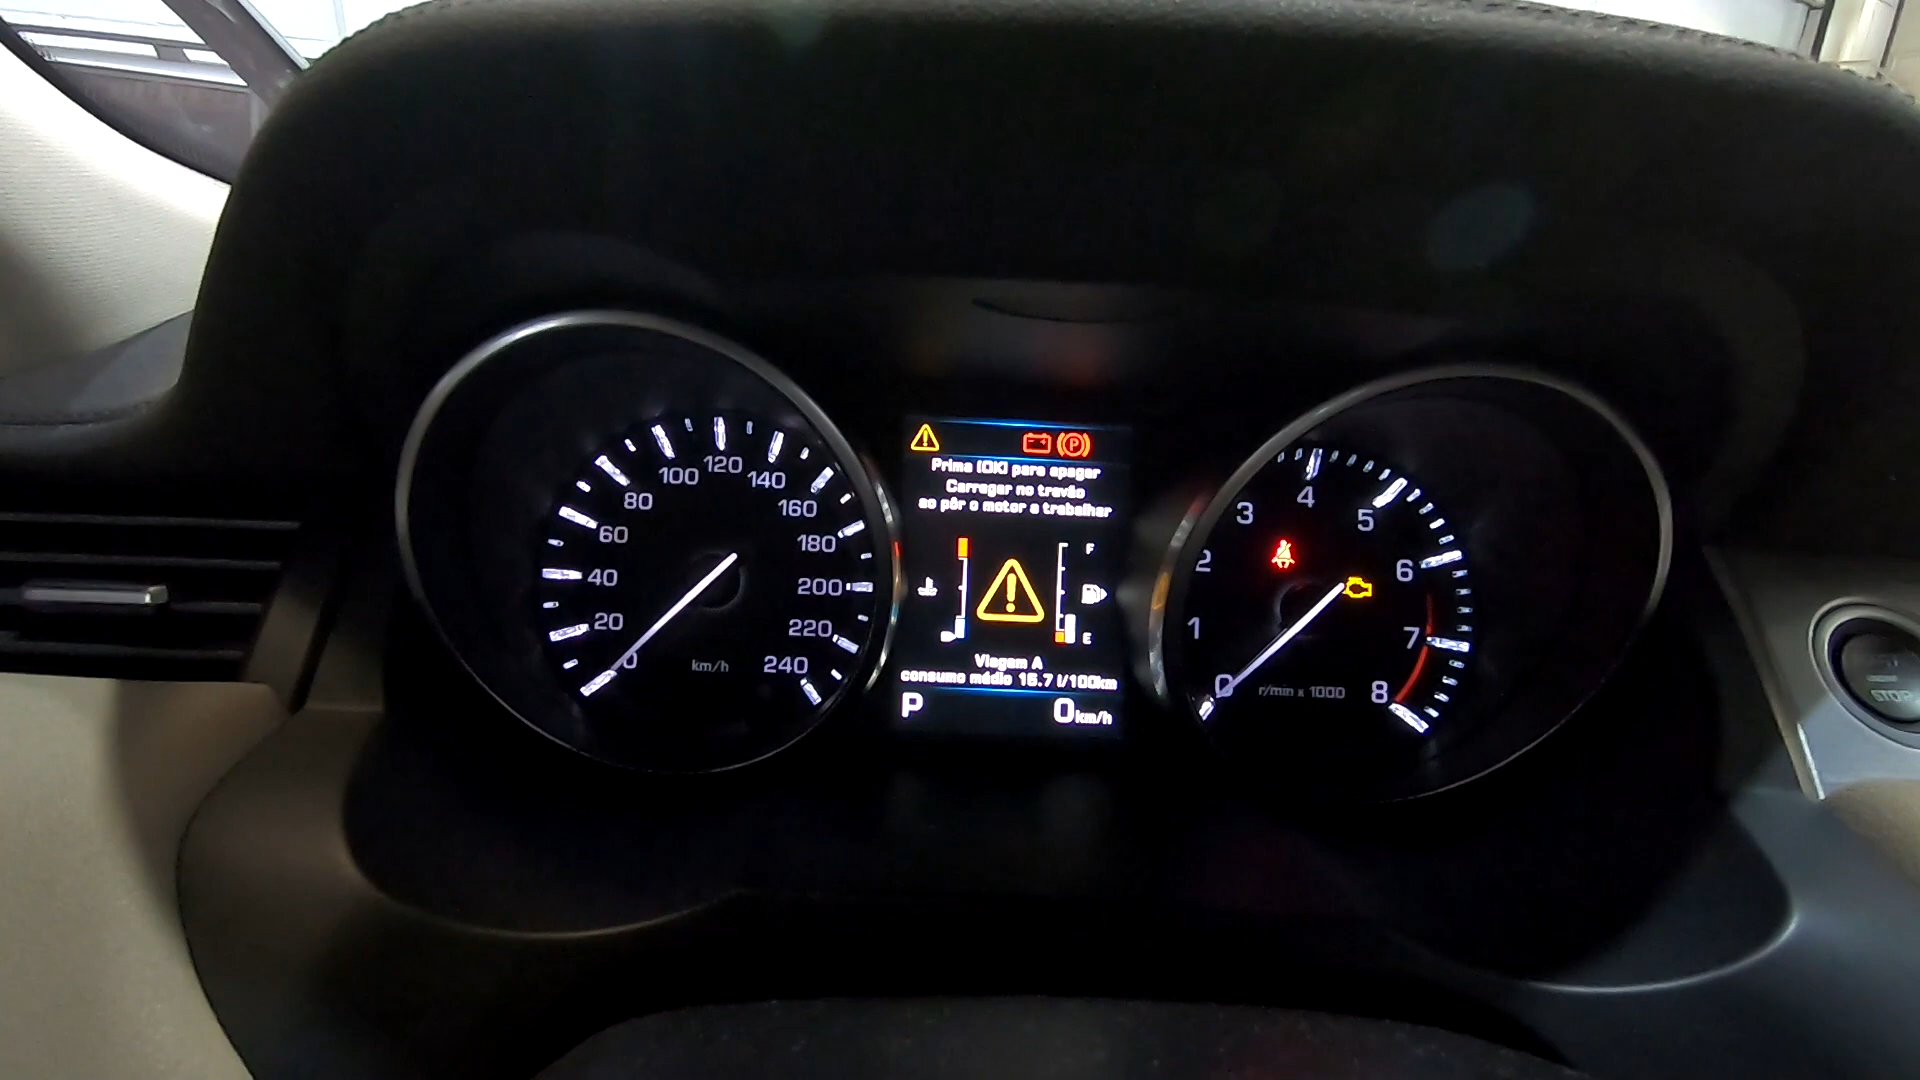 0
20
40
60
80
100
120
140
160
180
200
220
240
km/h
P
Prima (OK) para apagar
Carregar no travão
ao pôr o motor a trabalhar
F
E
Viagem A
consumo médio 16.7 l/100km
P
0 km/h
0
1
2
3
4
5
6
7
8
r/min x 1000
STOP